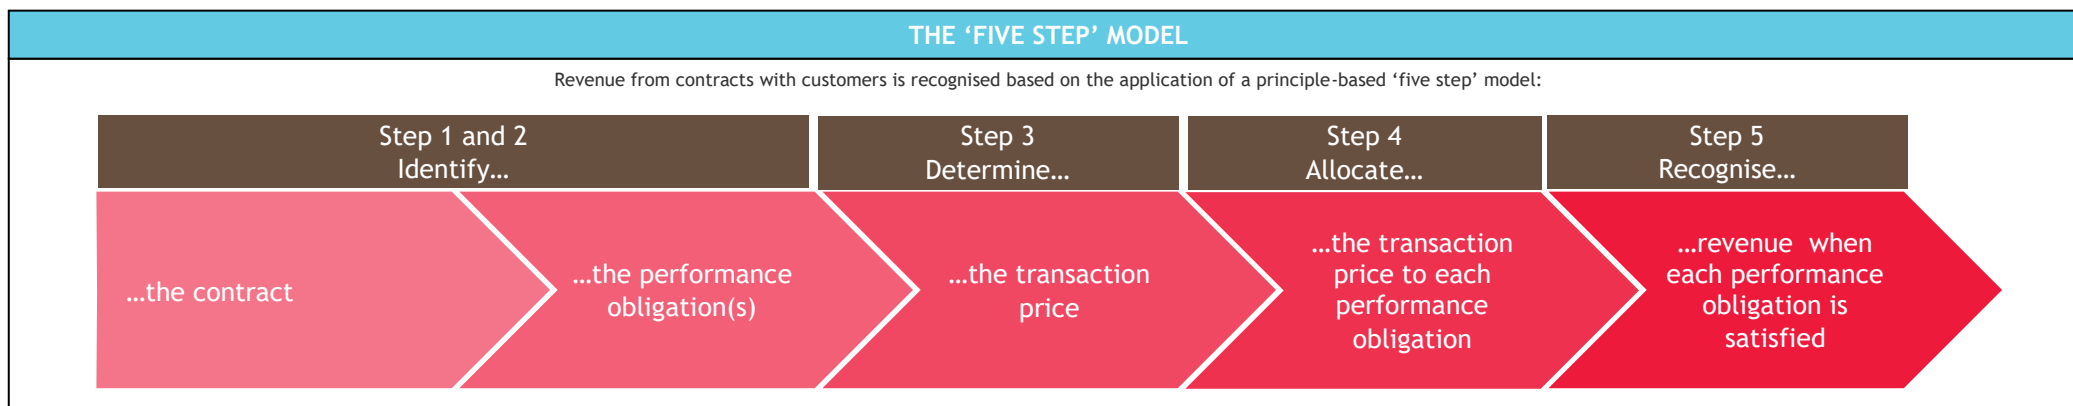 THE ‘FIVE STEP’ MODEL
Revenue from contracts with customers is recognised based on the application of a principle-based ‘five step’ model:
Step 1 and 2
Identify…
Step 3
Determine…
Step 4
Allocate…
Step 5
Recognise…
…the contract
…the performance
obligation(s)
…the transaction
price
…the transaction
price to each
performance
obligation
…revenue  when
each performance
obligation is
satisfied